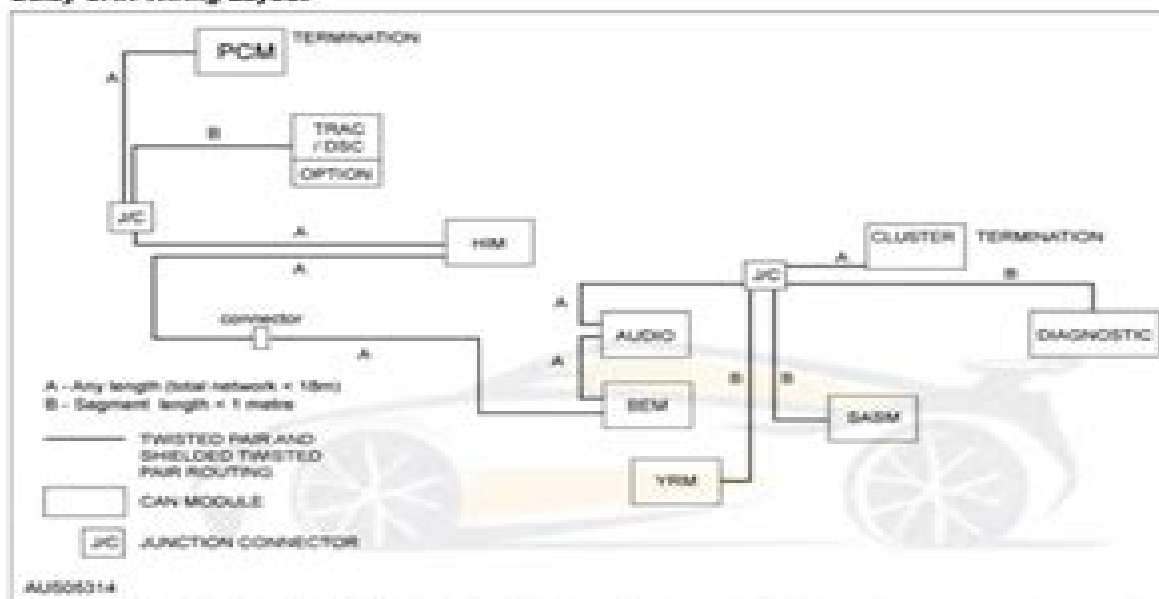 PCM
TERMINATION
A
B
TRAC
/ DSC
OPTION
J/C
A
HIM
A
CLUSTER
TERMINATION
A
J/C
B
A
connector
AUDIO
DIAGNOSTIC
A
A
B
B
A - Any length (total network < 18m)
B - Segment length < 1 metre
BEM
SASM
TWISTED PAIR AND
SHIELDED TWISTED
PAIR ROUTING
YRM
CAN MODULE
J/C
JUNCTION CONNECTOR
AUS05314